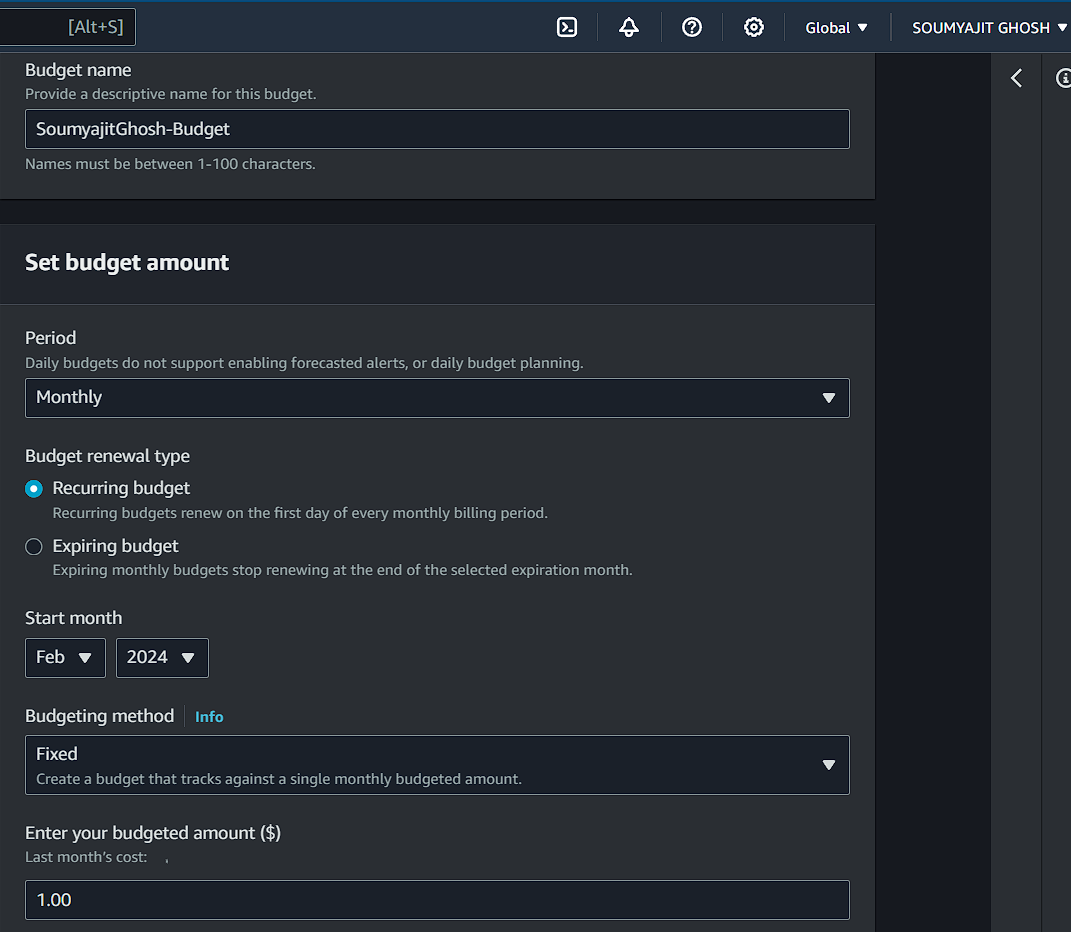 [Alt+S] Global SOUMYAJIT GHOSH
Budget name
Provide a descriptive name for this budget.
SoumyajitGhosh-Budget
Names must be between 1-100 characters.
Set budget amount
Period
Daily budgets do not support enabling forecasted alerts, or daily budget planning.
Monthly
Budget renewal type
Recurring budget
Recurring budgets renew on the first day of every monthly billing period.
Expiring budget
Expiring monthly budgets stop renewing at the end of the selected expiration month.
Start month
Feb 2024
Budgeting method Info
Fixed
Create a budget that tracks against a single monthly budgeted amount.
Enter your budgeted amount ($)
Last month's cost:
1.00